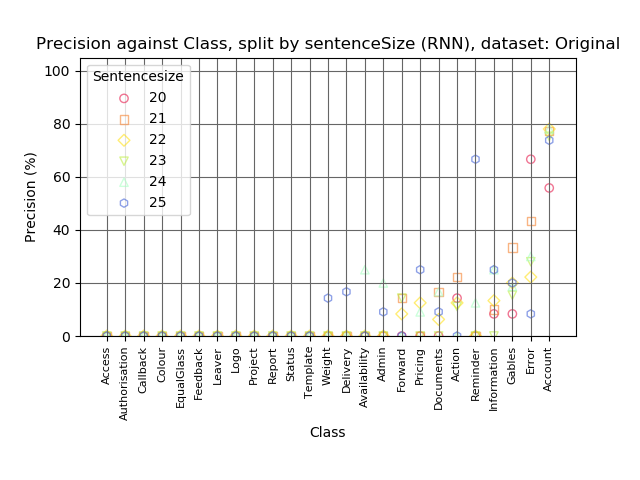 Precision against Class, split by sentenceSize (RNN), dataset: Original
Precision (%)
100
80
60
40
20
0
Sentencesize
20
21
22
23
24
25
Access
Authorisation
Callback
Colour
EqualGlass
Feedback
Leaver
Logo
Project
Report
Status
Template
Weight
Delivery
Availability
Admin
Forward
Pricing
Documents
Action
Reminder
Information
Gables
Error
Account
Class